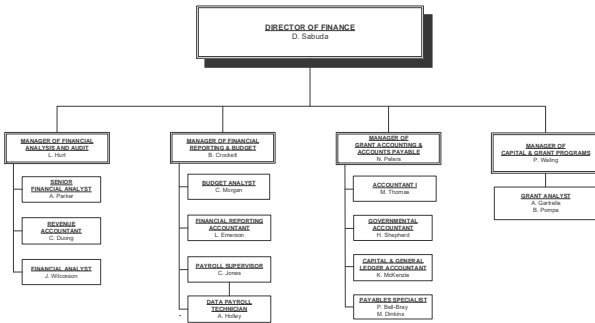 DIRECTOR OF FINANCE
D. Sabuda
MANAGER OF FINANCIAL
ANALYSIS AND AUDIT
L. Hurt
SENIOR
FINANCIAL ANALYST
A. Parker
REVENUE
ACCOUNTANT
C. Duong
FINANCIAL ANALYST
J. Wilcoxson
MANAGER OF FINANCIAL
REPORTING & BUDGET
B. Crockett
BUDGET ANALYST
C. Morgan
FINANCIAL REPORTING
ACCOUNTANT
L. Emerson
PAYROLL SUPERVISOR
C. Jones
DATA PAYROLL
TECHNICIAN
A. Holley
MANAGER OF
GRANT ACCOUNTING &
ACCOUNTS PAYABLE
N. Peters
ACCOUNTANT I
M. Thomas
GOVERNMENTAL
ACCOUNTANT
H. Shepherd
CAPITAL & GENERAL
LEDGER ACCOUNTANT
K. McKenzie
PAYABLES SPECIALIST
P. Bell-Bray
M. Dinkins
MANAGER OF
CAPITAL & GRANT PROGRAMS
P. Waling
GRANT ANALYST
A. Gartrelle
B. Pompa